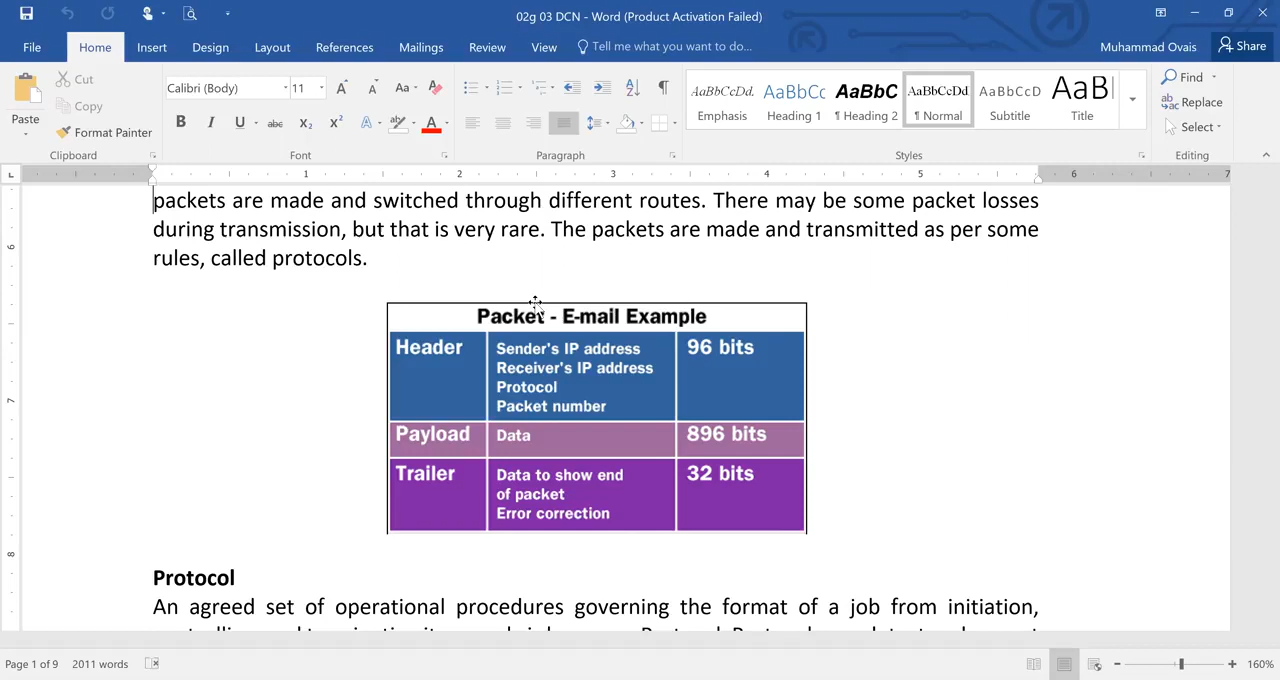 02g 03 DCN - Word (Product Activation Failed)
File Home Insert Design Layout References Mailings Review View Tell me what you want to do... Muhammad Ovais Share
Cut
Copy
Paste
Format Painter
Calibri (Body) 11
AaBbCcDd. AaBbCc AaBbC AaBbCcDd AaBbCcD AaB
Emphasis Heading 1 ¶ Heading 2 ¶ Normal Subtitle Title
Find
Replace
Select
Clipboard Font Paragraph Styles Editing
1 2 3 4 5 6 7
packets are made and switched through different routes. There may be some packet losses
during transmission, but that is very rare. The packets are made and transmitted as per some
rules, called protocols.
Packet - E-mail Example
Header Sender's IP address 96 bits
Receiver's IP address
Protocol
Packet number
Payload Data 896 bits
Trailer Data to show end 32 bits
of packet
Error correction
Protocol
An agreed set of operational procedures governing the format of a job from initiation,
Page 1 of 9 2011 words 160%